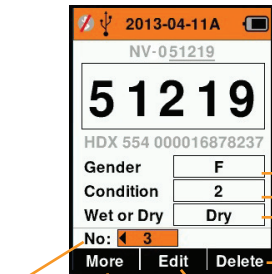 2013-04-11A
NV-051219
51219
HDX 554 000016878237
Gender F
Condition 2
Wet or Dry Dry
No: 3
More Edit Delete